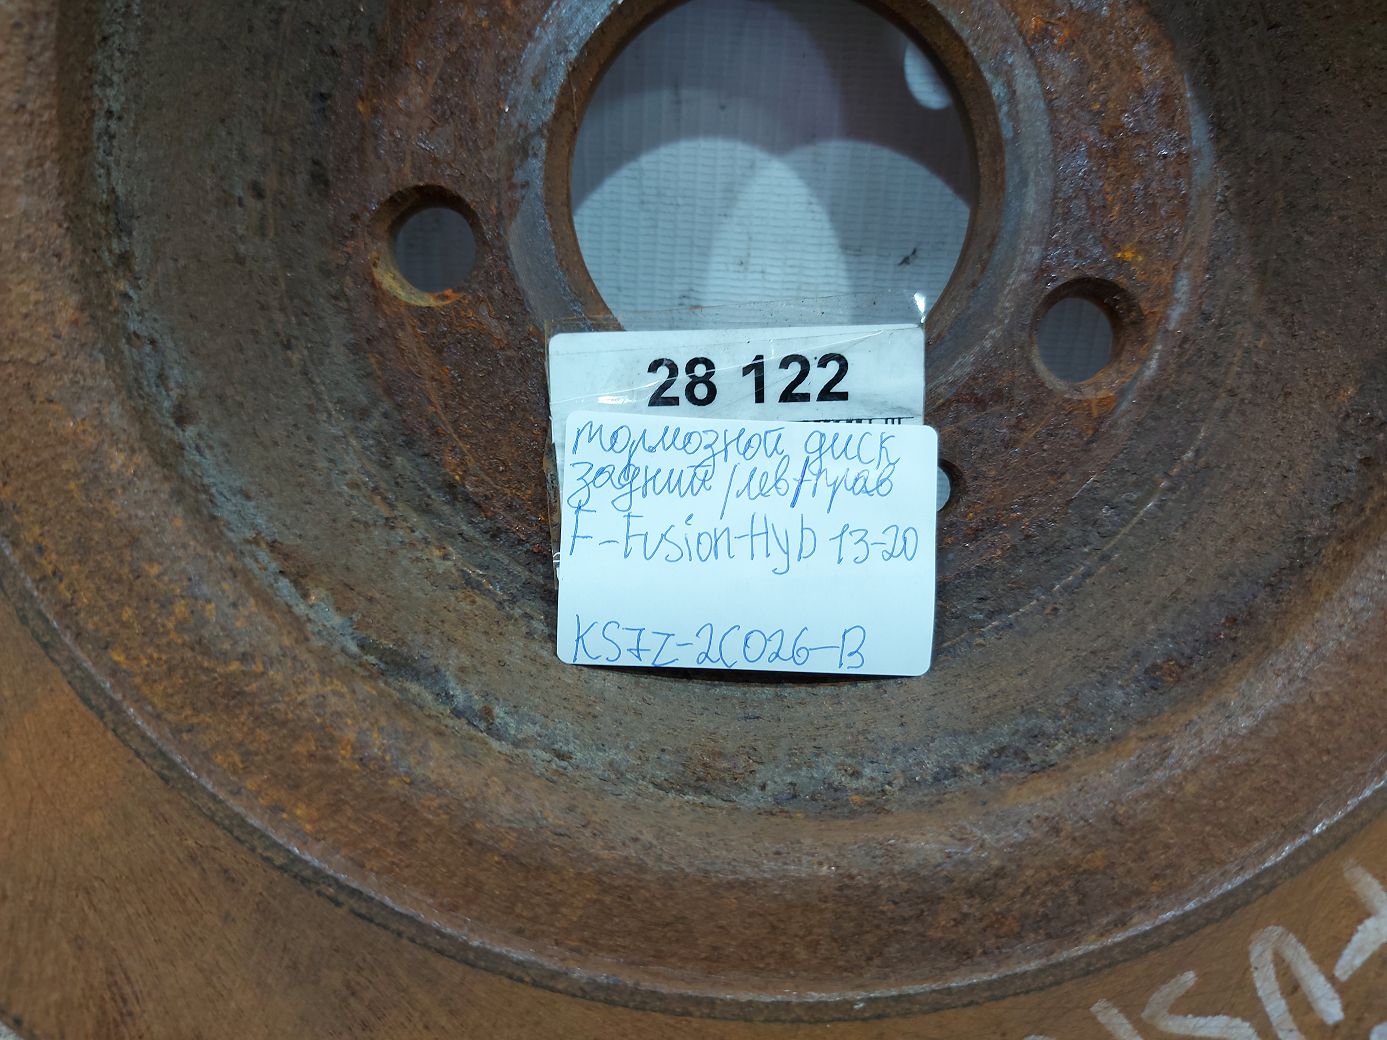 28 122
тормозной диск
задний/лев/прав
F-Fusion-Hyb 13-20
KS7Z-2C026-B